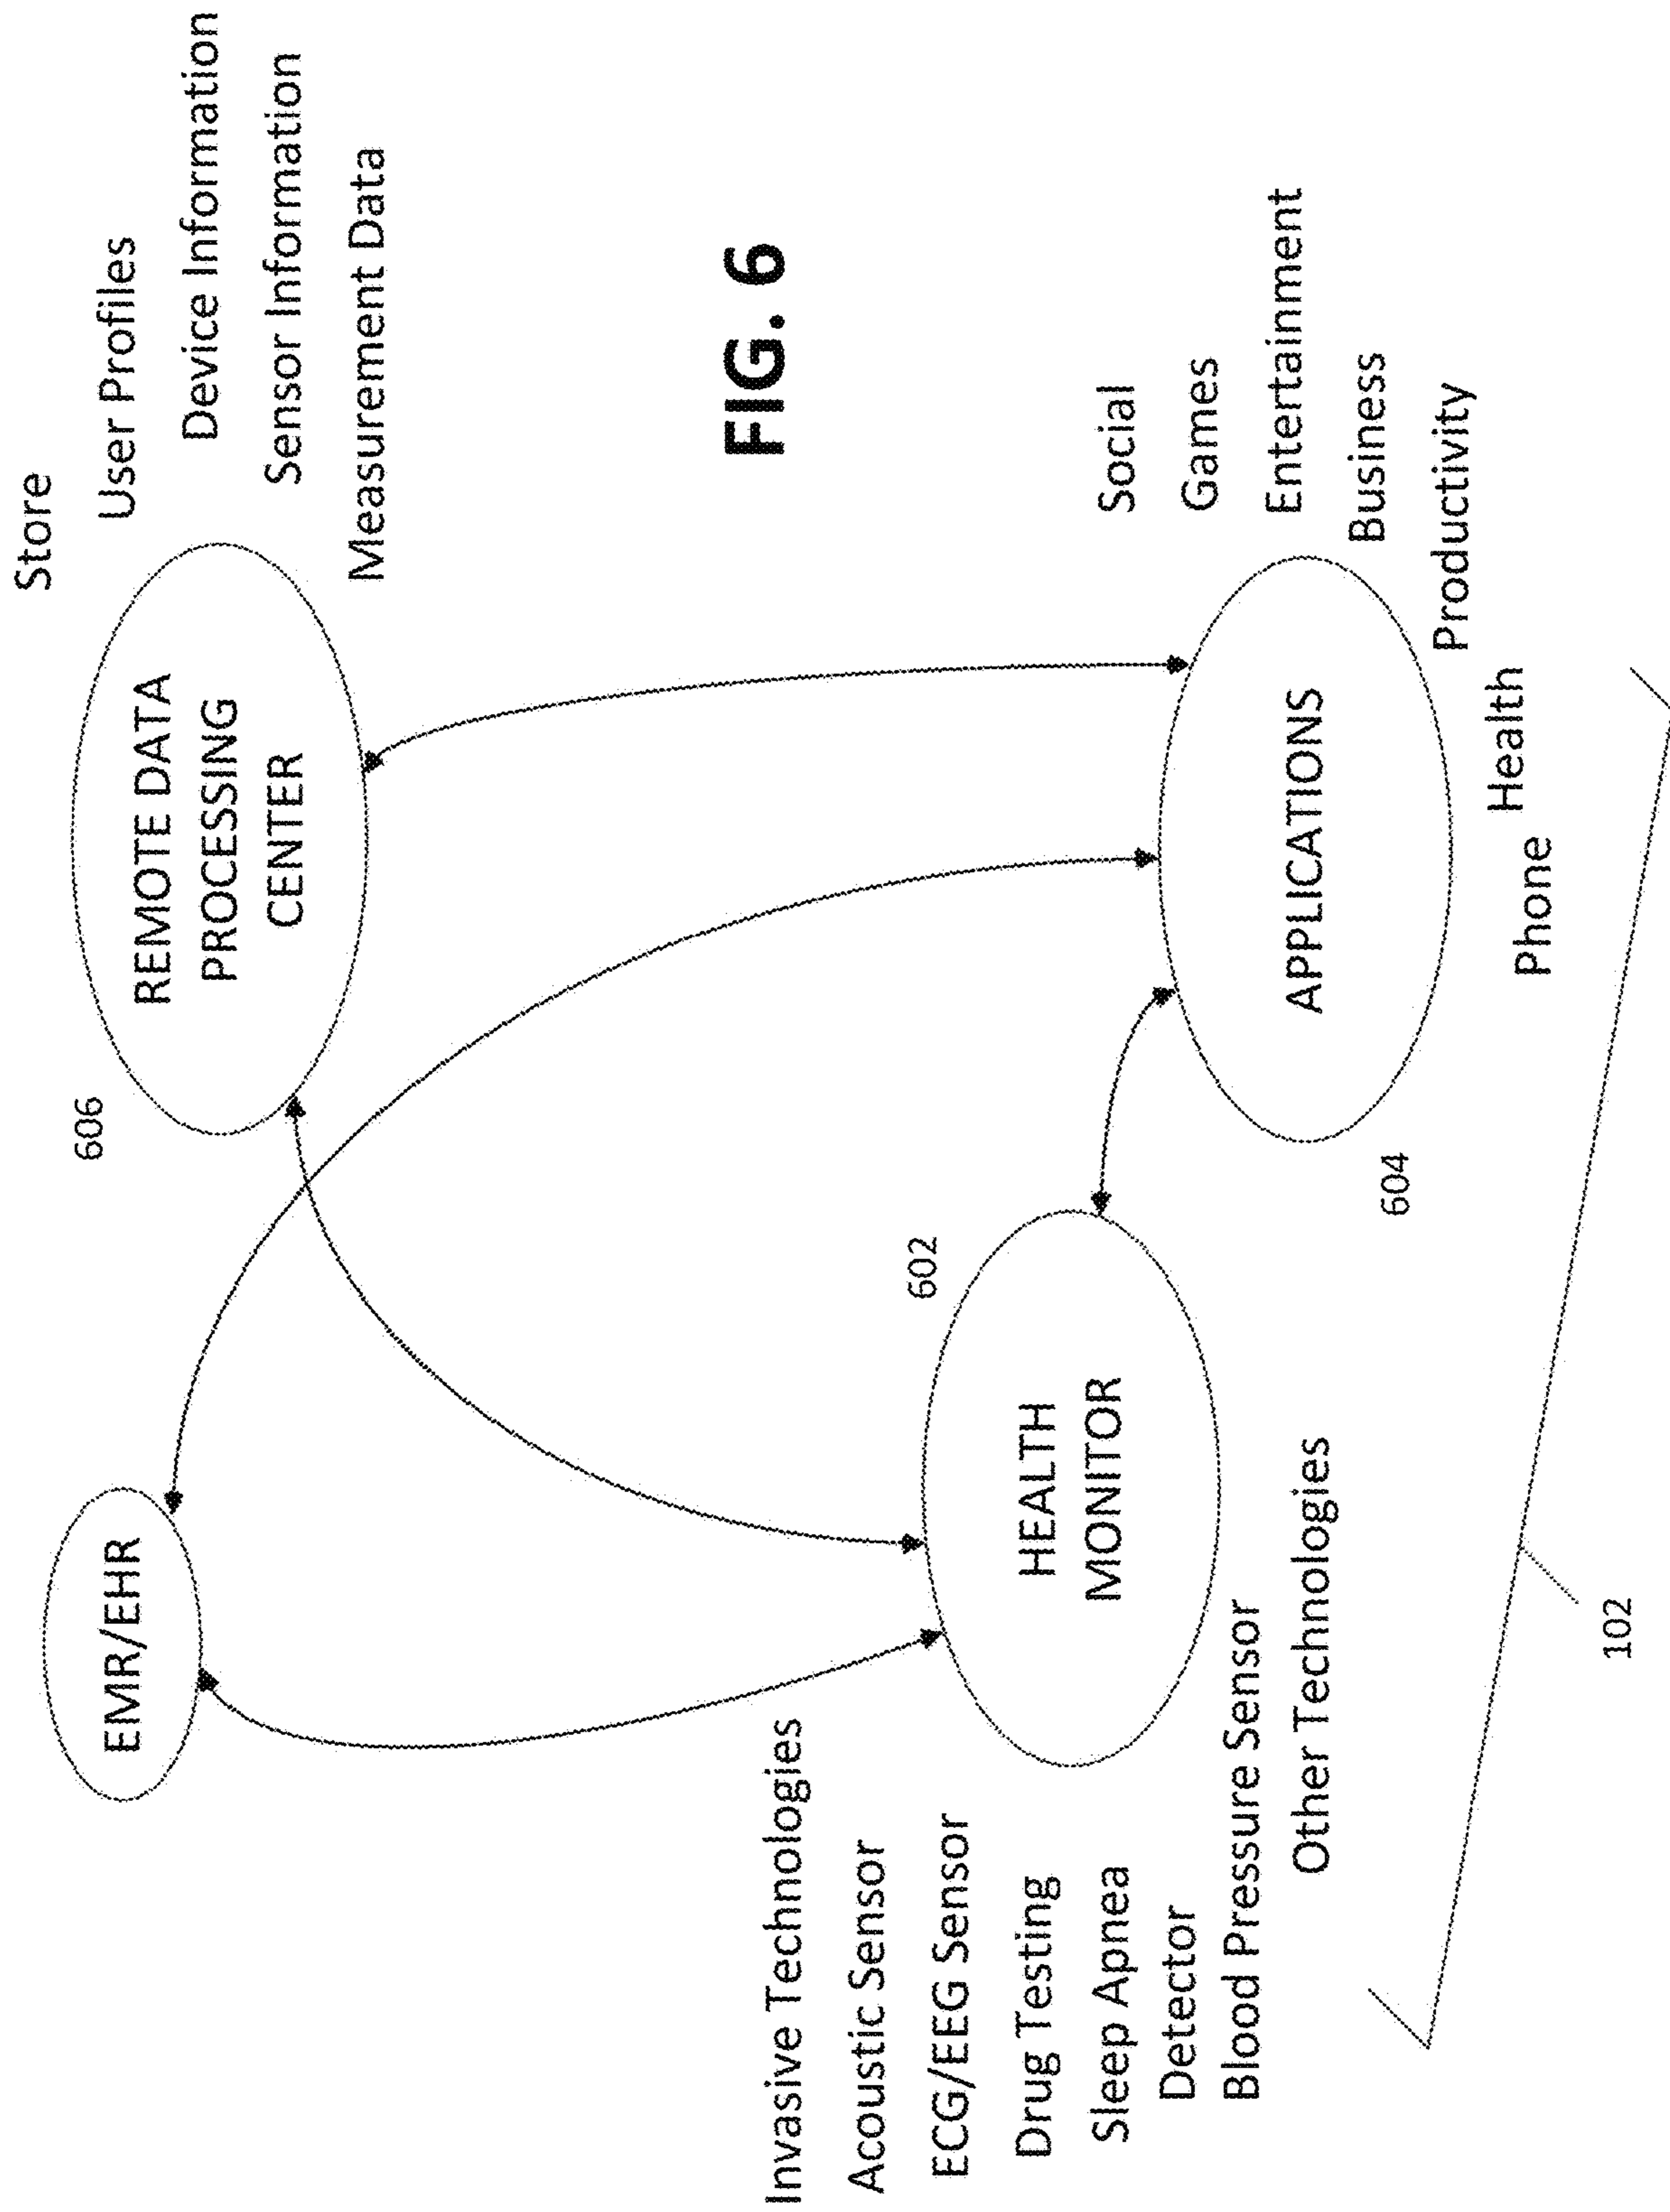 EMR/EHR
606
REMOTE DATA
PROCESSING
CENTER
Store
User Profiles
Device Information
Sensor Information
Measurement Data
FIG. 6
Invasive Technologies
Acoustic Sensor
ECG/EEG Sensor
Drug Testing
Sleep Apnea
Detector
Blood Pressure Sensor
Other Technologies
602
HEALTH
MONITOR
604
APPLICATIONS
Social
Games
Entertainment
Business
Productivity
Health
Phone
102